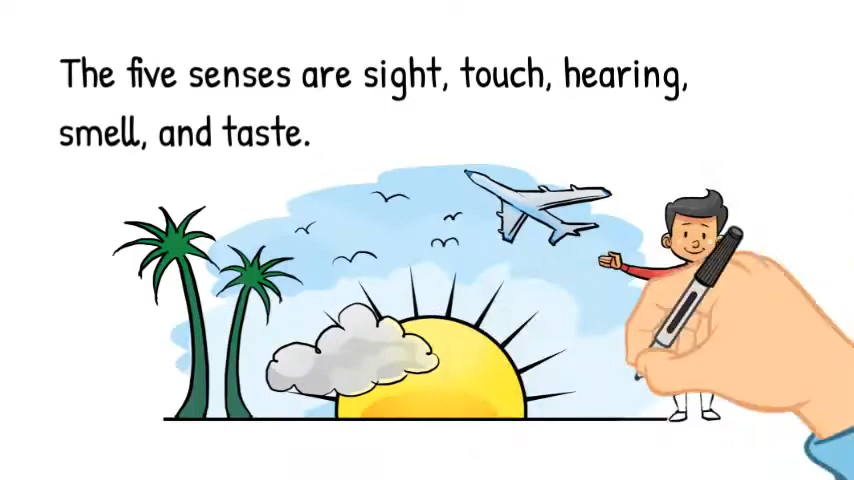 The five senses are sight, touch, hearing,
smell, and taste.